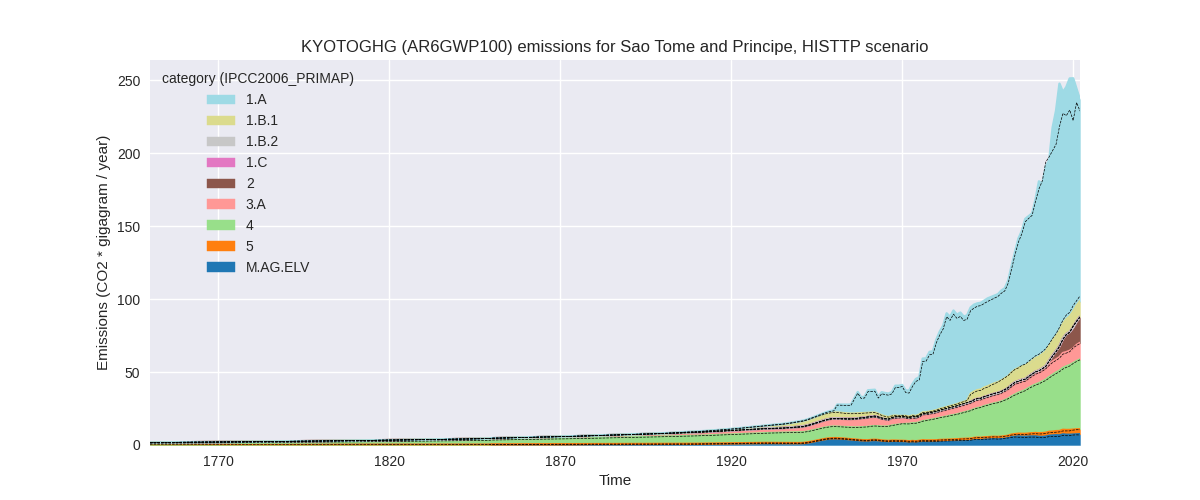 KYOTOGHG (AR6GWP100) emissions for Sao Tome and Principe, HISTTP scenario
Emissions (CO2 * gigagram / year)
250
200
150
100
50
0
category (IPCC2006_PRIMAP)
1.A
1.B.1
1.B.2
1.C
2
3.A
4
5
M.AG.ELV
1770
1820
1870
1920
1970
2020
Time